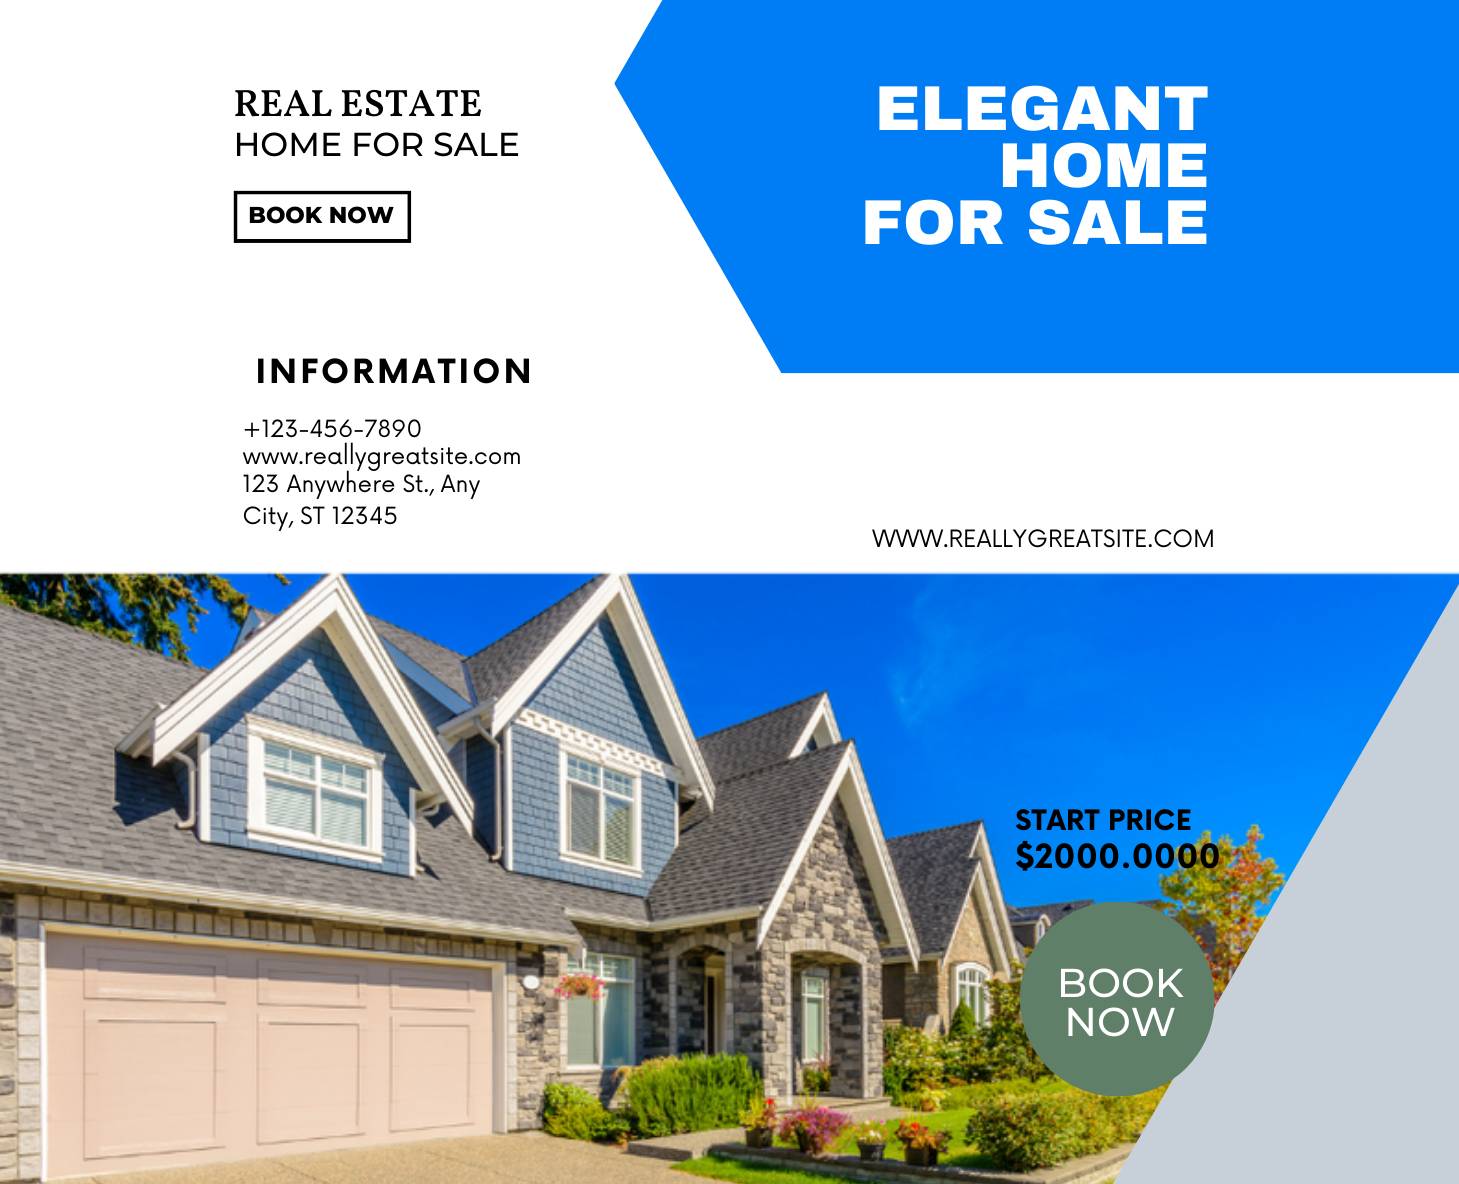 REAL ESTATE
HOME FOR SALE
BOOK NOW
ELEGANT
HOME
FOR SALE
INFORMATION
+123-456-7890
www.reallygreatsite.com
123 Anywhere St., Any
City, ST 12345
WWW.REALLYGREATSITE.COM
START PRICE
$2000.0000
BOOK
NOW